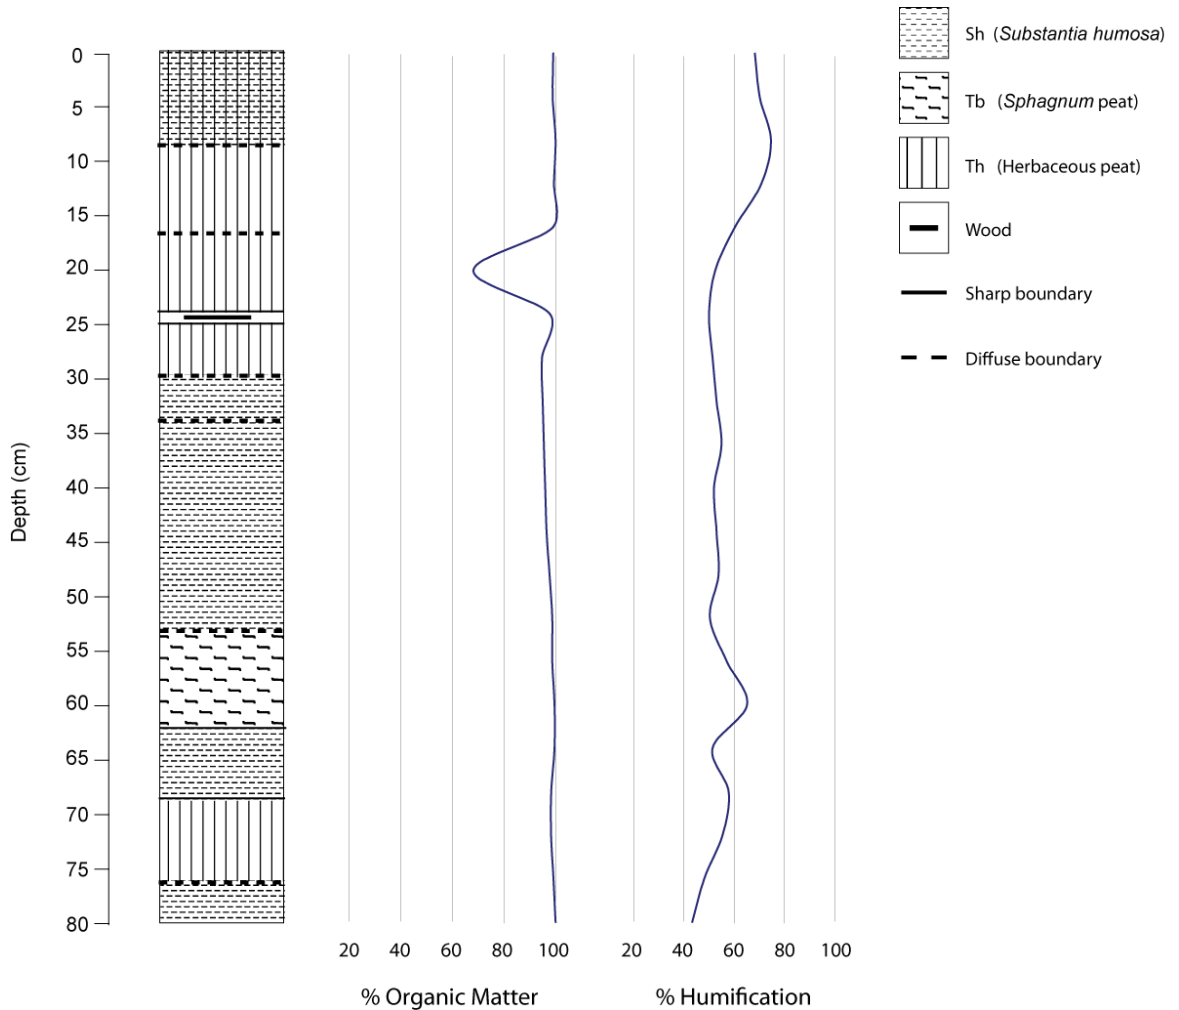 0
5
10
15
20
25
30
35
40
45
50
55
60
65
70
75
80
Depth (cm)
20 40 60 80 100
% Organic Matter
20 40 60 80 100
% Humification
Sh (Substantia humosa)
Tb (Sphagnum peat)
Th (Herbaceous peat)
Wood
Sharp boundary
Diffuse boundary